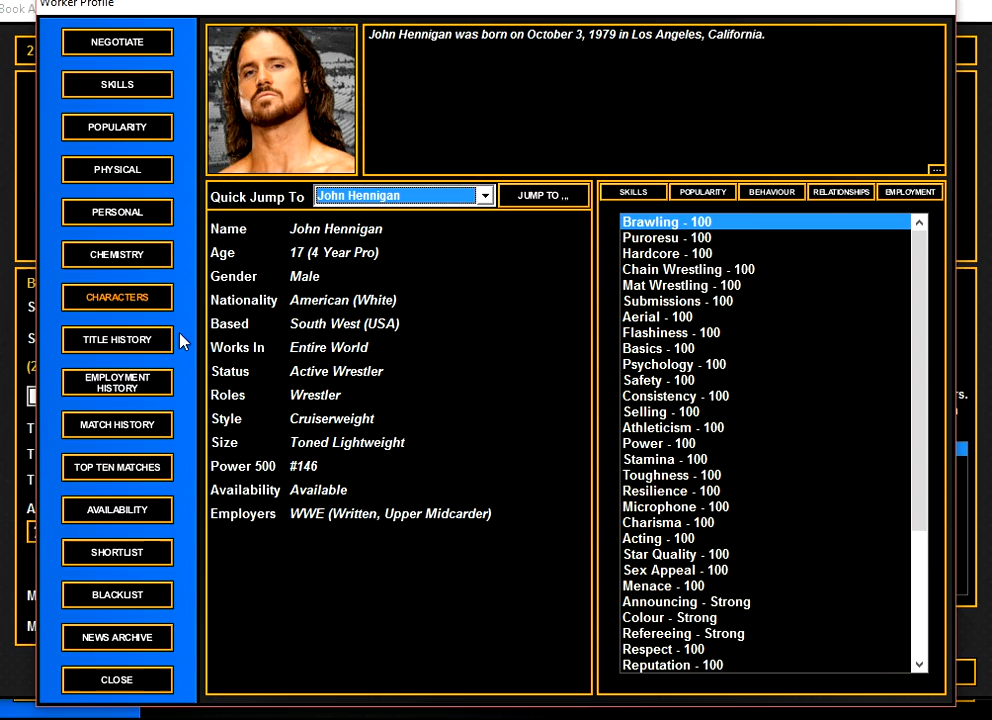 Book A
Worker Profile
2
NEGOTIATE
SKILLS
POPULARITY
PHYSICAL
PERSONAL
CHEMISTRY
CHARACTERS
TITLE HISTORY
EMPLOYMENT
HISTORY
MATCH HISTORY
TOP TEN MATCHES
AVAILABILITY
SHORTLIST
BLACKLIST
NEWS ARCHIVE
CLOSE
John Hennigan was born on October 3, 1979 in Los Angeles, California.
...
Quick Jump To John Hennigan JUMP TO ...
Name John Hennigan
Age 17 (4 Year Pro)
Gender Male
Nationality American (White)
Based South West (USA)
Works In Entire World
Status Active Wrestler
Roles Wrestler
Style Cruiserweight
Size Toned Lightweight
Power 500 #146
Availability Available
Employers WWE (Written, Upper Midcarder)
SKILLS POPULARITY BEHAVIOUR RELATIONSHIPS EMPLOYMENT
Brawling - 100
Puroresu - 100
Hardcore - 100
Chain Wrestling - 100
Mat Wrestling - 100
Submissions - 100
Aerial - 100
Flashiness - 100
Basics - 100
Psychology - 100
Safety - 100
Consistency - 100
Selling - 100
Athleticism - 100
Power - 100
Stamina - 100
Toughness - 100
Resilience - 100
Microphone - 100
Charisma - 100
Acting - 100
Star Quality - 100
Sex Appeal - 100
Menace - 100
Announcing - Strong
Colour - Strong
Refereeing - Strong
Respect - 100
Reputation - 100